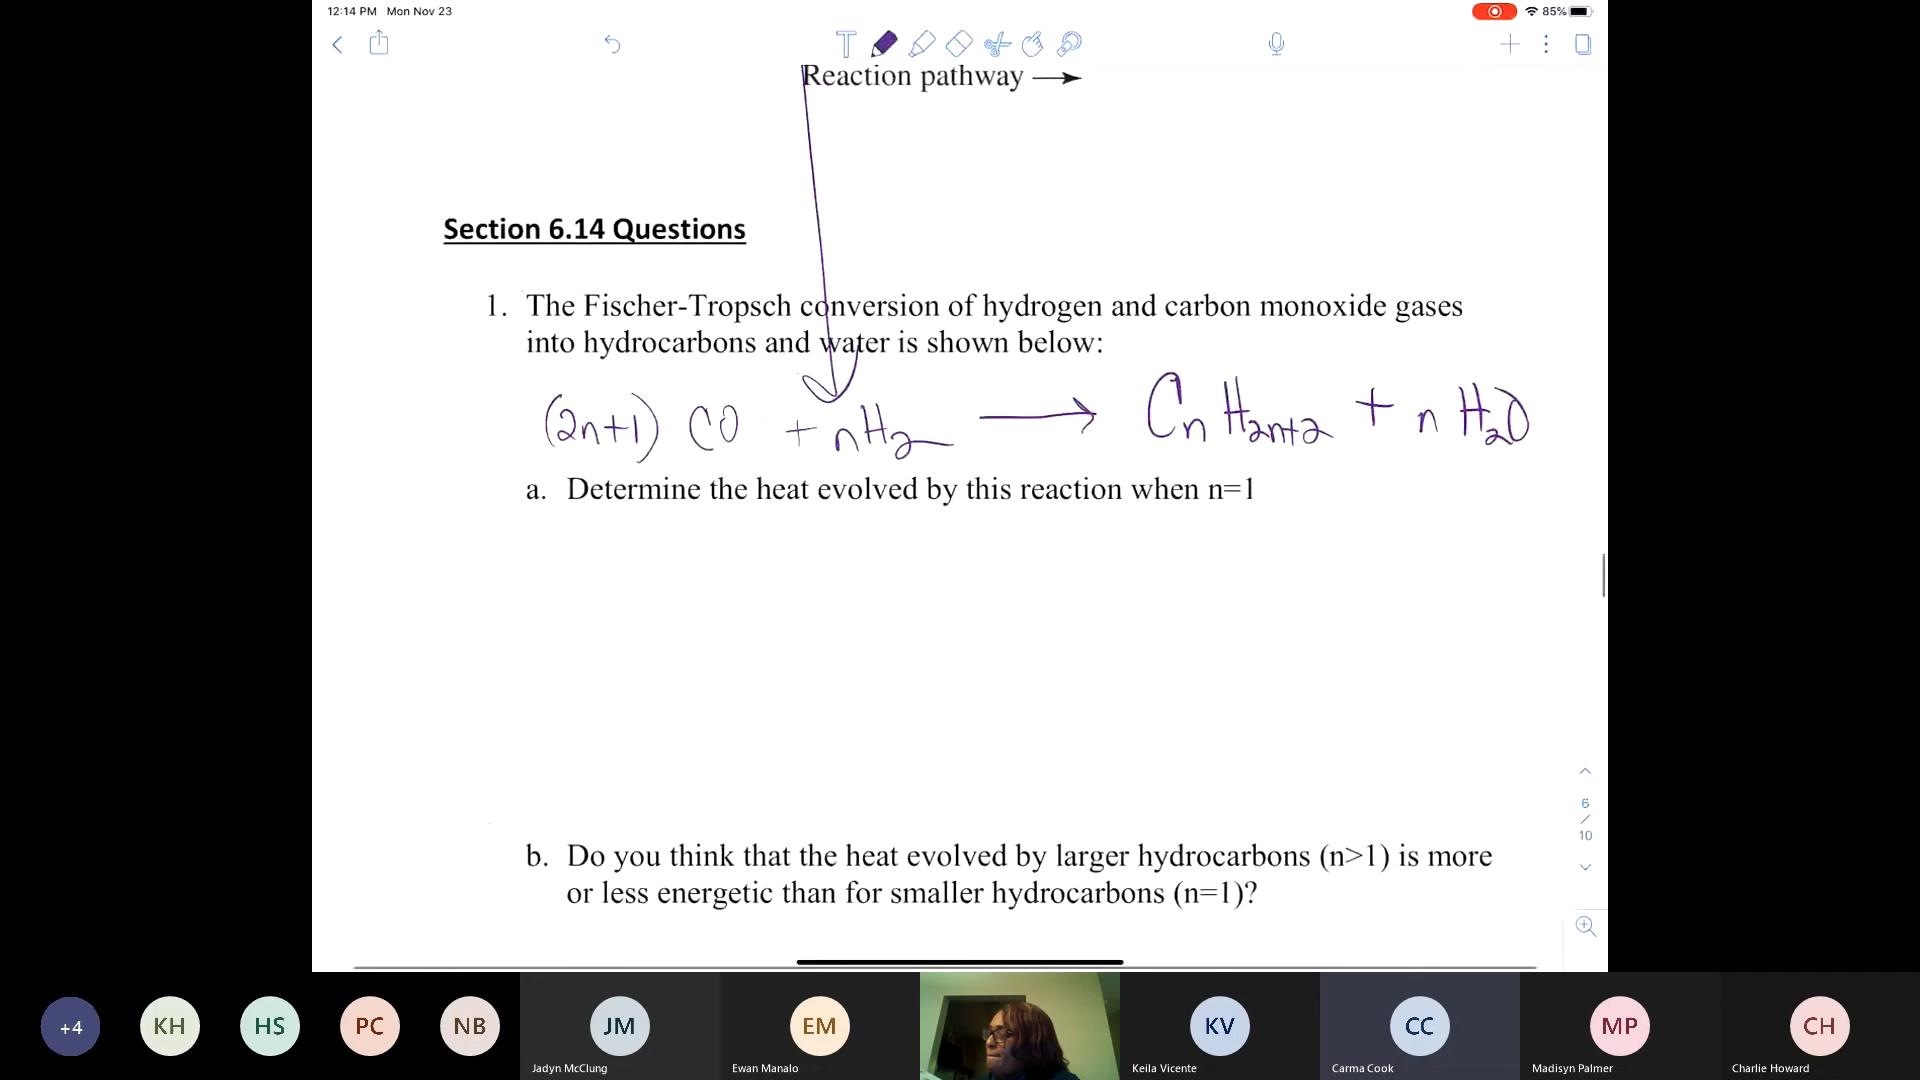 12:14 PM Mon Nov 23
85%
T
Reaction pathway →
Section 6.14 Questions
1. The Fischer-Tropsch conversion of hydrogen and carbon monoxide gases
into hydrocarbons and water is shown below:
(2n+1) CO + nH₂ → CₙH₂ₙ₊₂ + n H₂O
a. Determine the heat evolved by this reaction when n=1
6
/
10
b. Do you think that the heat evolved by larger hydrocarbons (n>1) is more
or less energetic than for smaller hydrocarbons (n=1)?
+4 KH HS PC NB JM EM KV CC MP CH
Jadyn McClung Ewan Manalo Keila Vicente Carma Cook Madisyn Palmer Charlie Howard